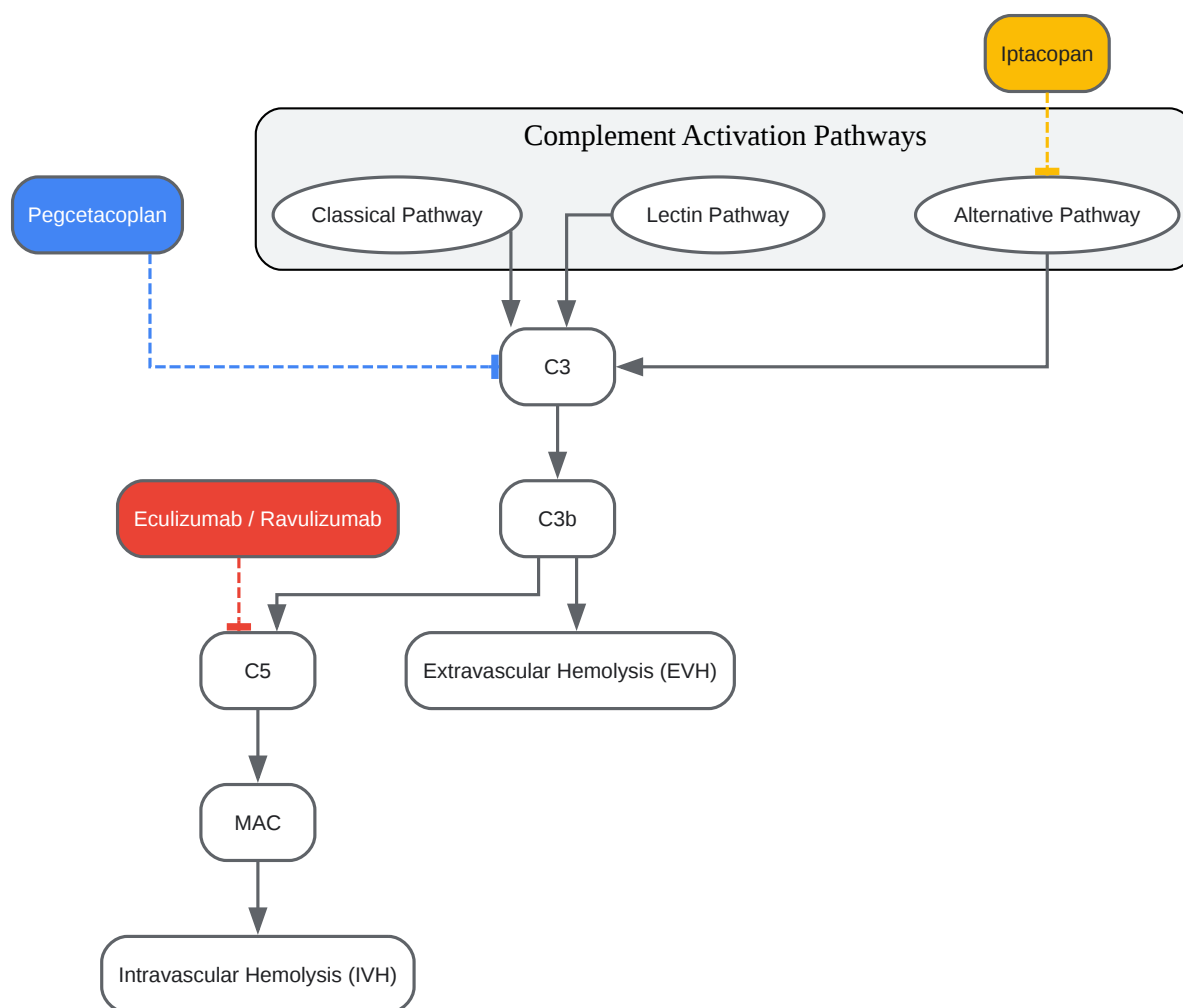 Iptacopan
Complement Activation Pathways
Pegcetacoplan
Classical Pathway
Lectin Pathway
Alternative Pathway
C3
Eculizumab / Ravulizumab
C3b
C5
Extravascular Hemolysis (EVH)
MAC
Intravascular Hemolysis (IVH)